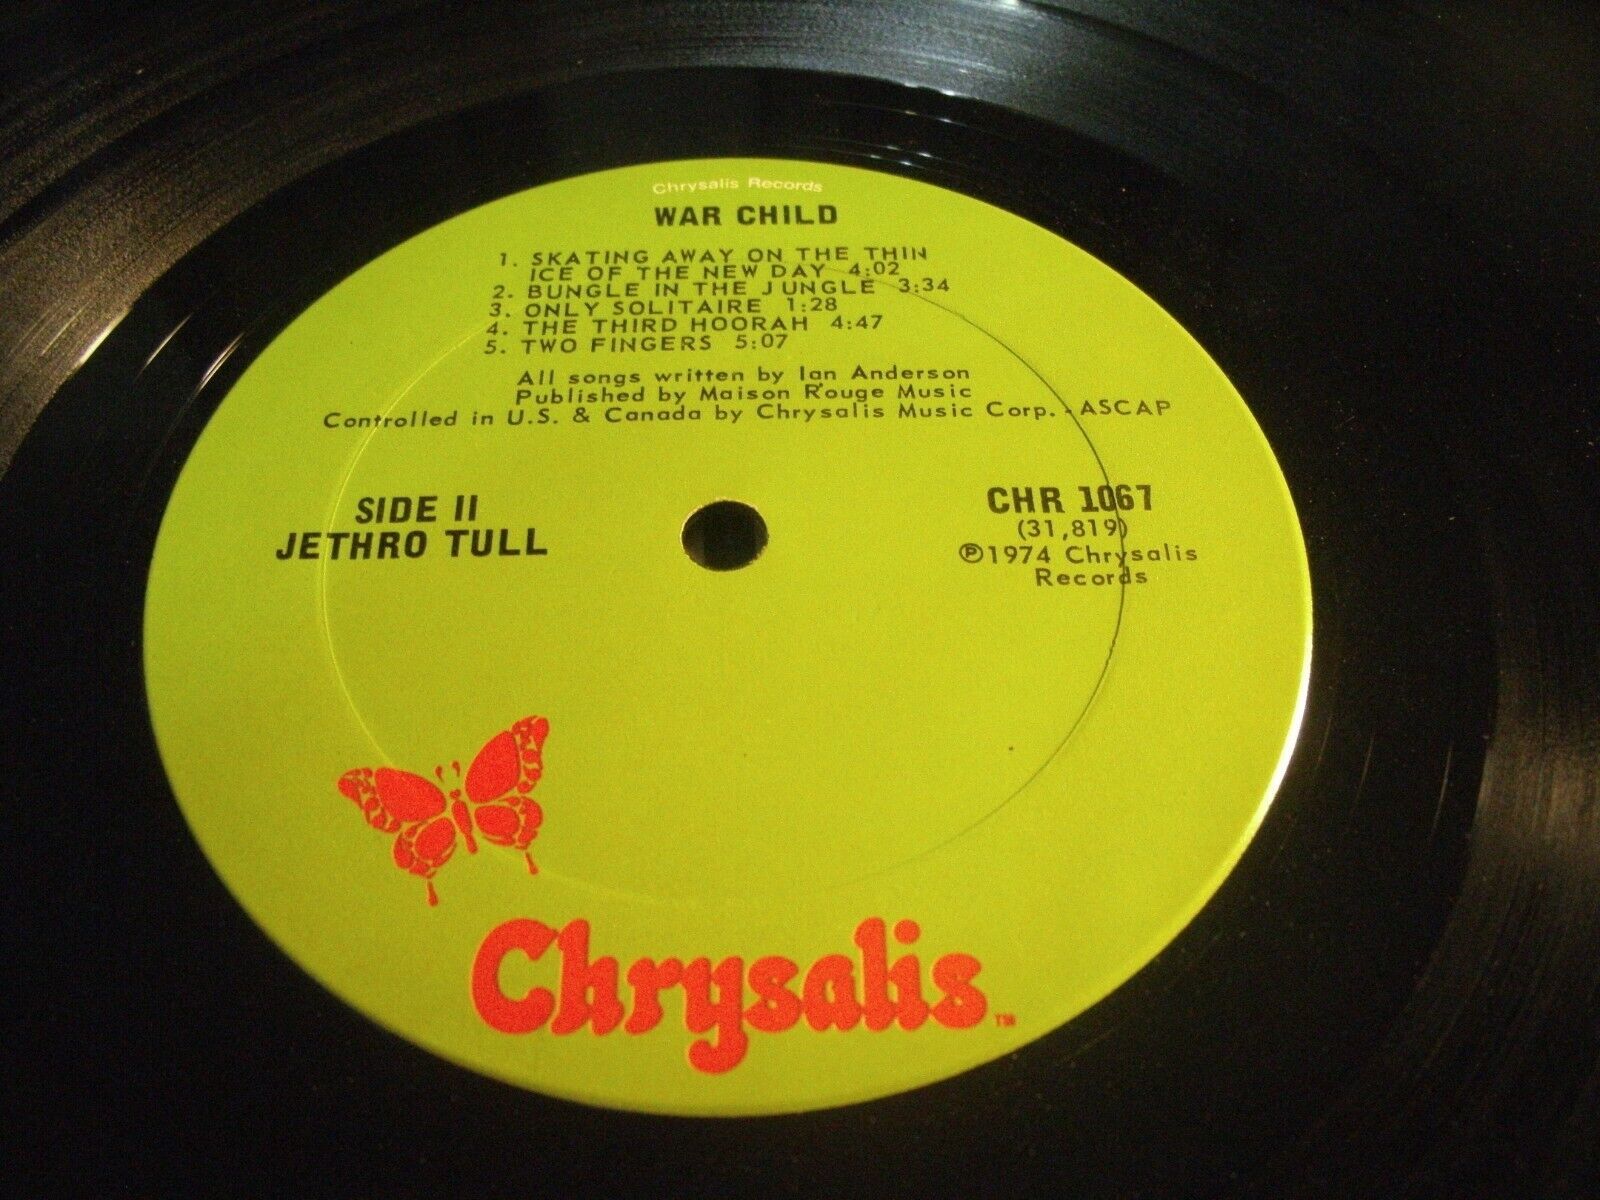 Chrysalis Records
WAR CHILD
1. SKATING AWAY ON THE THIN
ICE OF THE NEW DAY 4:02
2. BUNGLE IN THE JUNGLE 3:34
3. ONLY SOLITAIRE 1:28
4. THE THIRD HOORAH 4:47
5. TWO FINGERS 5:07
All songs written by Ian Anderson
Published by Maison Rouge Music
Controlled in U.S. & Canada by Chrysalis Music Corp. - ASCAP
SIDE II
JETHRO TULL
CHR 1067
(31,819)
℗1974 Chrysalis
Records
Chrysalis TM